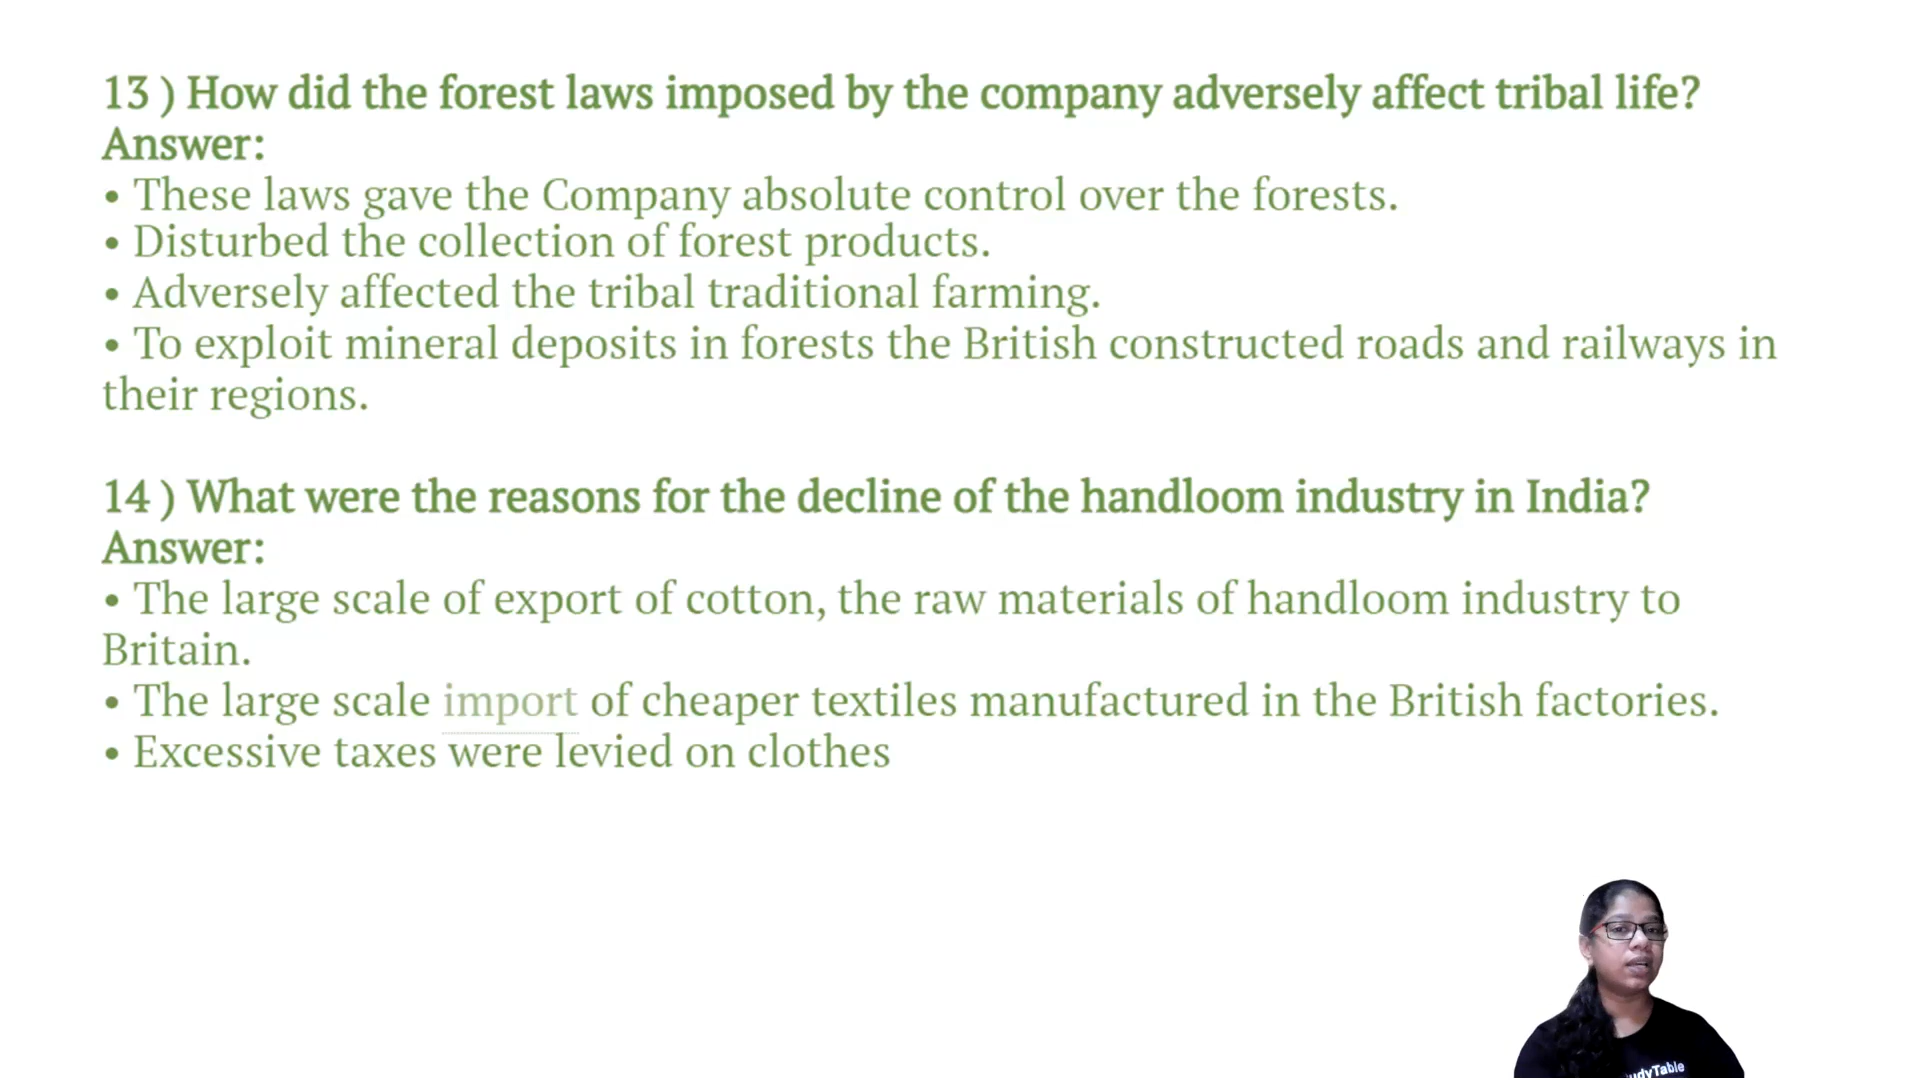 13 ) How did the forest laws imposed by the company adversely affect tribal life?
Answer:
• These laws gave the Company absolute control over the forests.
• Disturbed the collection of forest products.
• Adversely affected the tribal traditional farming.
• To exploit mineral deposits in forests the British constructed roads and railways in
their regions.
14 ) What were the reasons for the decline of the handloom industry in India?
Answer:
• The large scale of export of cotton, the raw materials of handloom industry to
Britain.
• The large scale import of cheaper textiles manufactured in the British factories.
• Excessive taxes were levied on clothes